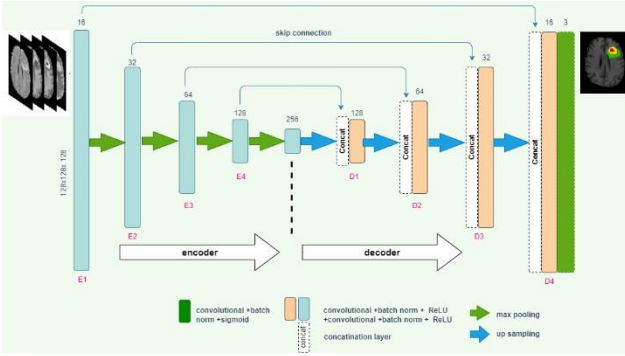 16
16
3
skip connection
32
32
64
64
128
256
128
Concat
Concat
Concat
Concat
128x128x 128
E4
D1
E3
D2
E2
D3
encoder
decoder
E1
D4
convolutional +batch
norm +sigmoid
convolutional +batch norm + ReLU
+convolutional +batch norm + ReLU
max pooling
concat
concatination layer
up sampling